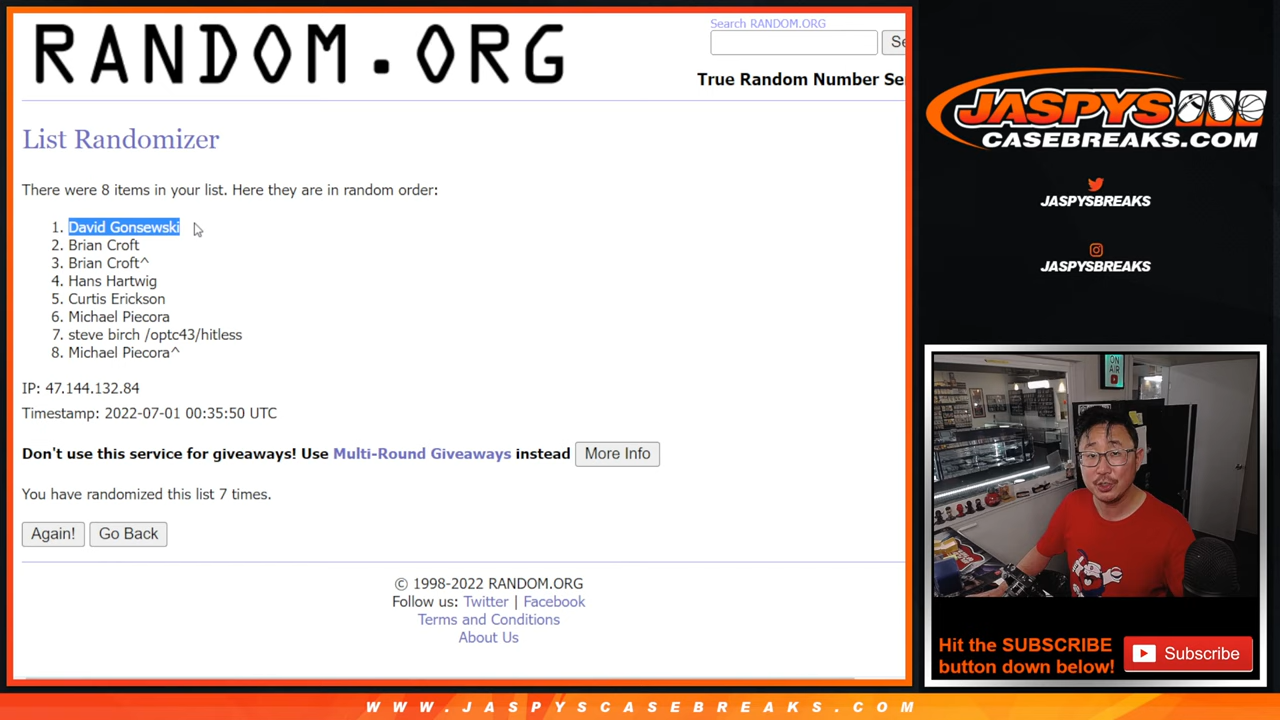 RANDOM.ORG
Search RANDOM.ORG
Se
True Random Number Se
List Randomizer
There were 8 items in your list. Here they are in random order:
1. David Gonsewski
2. Brian Croft
3. Brian Croft^
4. Hans Hartwig
5. Curtis Erickson
6. Michael Piecora
7. steve birch /optc43/hitless
8. Michael Piecora^
IP: 47.144.132.84
Timestamp: 2022-07-01 00:35:50 UTC
Don't use this service for giveaways! Use Multi-Round Giveaways instead More Info
You have randomized this list 7 times.
Again! Go Back
© 1998-2022 RANDOM.ORG
Follow us: Twitter | Facebook
Terms and Conditions
About Us
JASPYS
CASEBREAKS.COM
JASPYSBREAKS
JASPYSBREAKS
ON
AIR
Hit the SUBSCRIBE
button down below!
Subscribe
WWW.JASPYSCASEBREAKS.COM